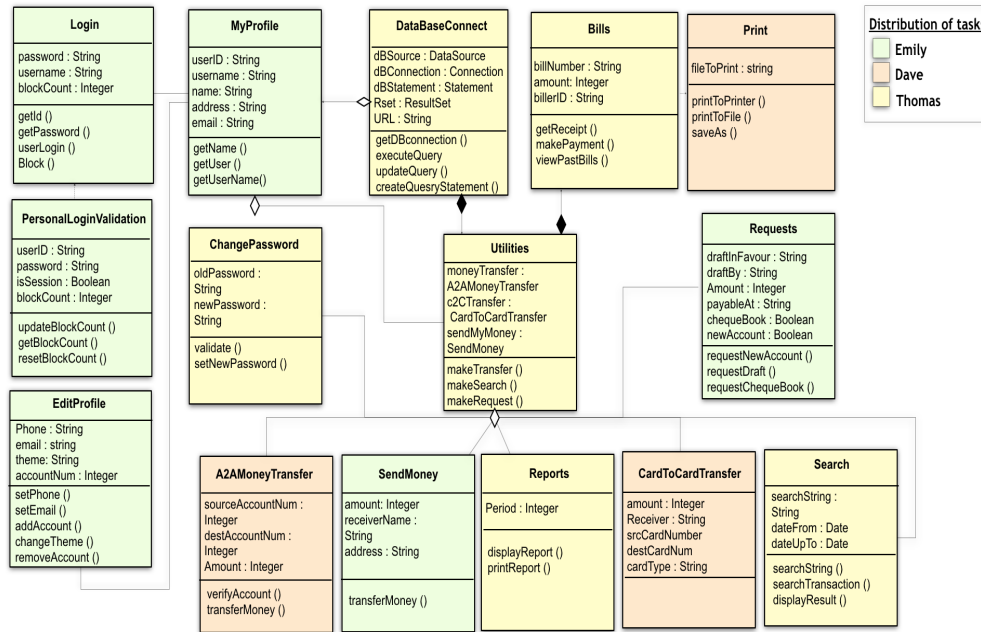 Login
password : String
username : String
blockCount : Integer
getId ()
getPassword ()
userLogin ()
Block ()
MyProfile
userID : String
username : String
name: String
address : String
email : String
getName ()
getUser ()
getUserName()
DataBaseConnect
dBSource : DataSource
dBConnection : Connection
dBStatement : Statement
Rset : ResultSet
URL : String
getDBconnection ()
executeQuery
updateQuery ()
createQuesryStatement ()
Bills
billNumber : String
amount: Integer
billerID : String
getReceipt ()
makePayment ()
viewPastBills ()
Print
fileToPrint : string
printToPrinter ()
printToFile ()
saveAs ()
Distribution of task
Emily
Dave
Thomas
PersonalLoginValidation
userID : String
password : String
isSession : Boolean
blockCount : Integer
updateBlockCount ()
getBlockCount ()
resetBlockCount ()
ChangePassword
oldPassword :
String
newPassword :
String
validate ()
setNewPassword ()
Utilities
moneyTransfer :
A2AMoneyTransfer
c2CTransfer :
CardToCardTransfer
sendMyMoney :
SendMoney
makeTransfer ()
makeSearch ()
makeRequest ()
Requests
draftInFavour : String
draftBy : String
Amount : Integer
payableAt : String
chequeBook : Boolean
newAccount : Boolean
requestNewAccount ()
requestDraft ()
requestChequeBook ()
EditProfile
Phone : String
email : string
theme: String
accountNum : Integer
setPhone ()
setEmail ()
addAccount ()
changeTheme ()
removeAccount ()
A2AMoneyTransfer
sourceAccountNum :
Integer
destAccountNum :
Integer
Amount : Integer
verifyAccount ()
transferMoney ()
SendMoney
amount: Integer
receiverName :
String
address : String
transferMoney ()
Reports
Period : Integer
displayReport ()
printReport ()
CardToCardTransfer
amount : Integer
Receiver : String
srcCardNumber
destCardNum
cardType : String
Search
searchString :
String
dateFrom : Date
dateUpTo : Date
searchString ()
searchTransaction ()
displayResult ()